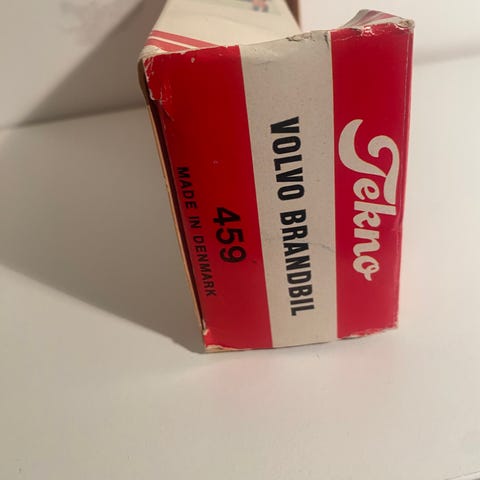 Tekno
VOLVO BRANDBIL
459
MADE IN DENMARK